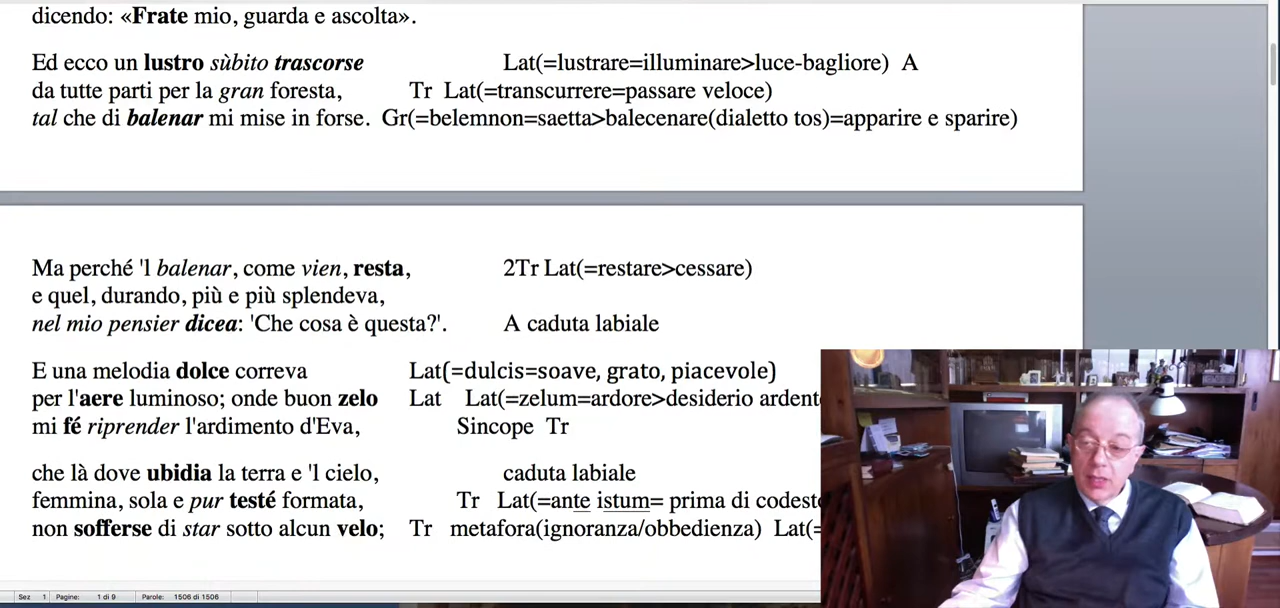 dicendo: «Frate mio, guarda e ascolta».
Ed ecco un lustro sùbito trascorse Lat(=lustrare=illuminare>luce-bagliore) A
da tutte parti per la gran foresta, Tr Lat(=transcurrere=passare veloce)
tal che di balenar mi mise in forse. Gr(=belemnon=saetta>balecenare(dialetto tos)=apparire e sparire)
Ma perché 'l balenar, come vien, resta, 2Tr Lat(=restare>cessare)
e quel, durando, più e più splendeva,
nel mio pensier dicea: 'Che cosa è questa?'. A caduta labiale
E una melodia dolce correva Lat(=dulcis=soave, grato, piacevole)
per l'aere luminoso; onde buon zelo Lat Lat(=zelum=ardore>desiderio ardent
mi fé riprender l'ardimento d'Eva, Sincope Tr
che là dove ubidia la terra e 'l cielo, caduta labiale
femmina, sola e pur testé formata, Tr Lat(=ante istum= prima di codest
non sofferse di star sotto alcun velo; Tr metafora(ignoranza/obbedienza) Lat(=
Sez 1 Pagine: 1 di 9 Parole: 1506 di 1506